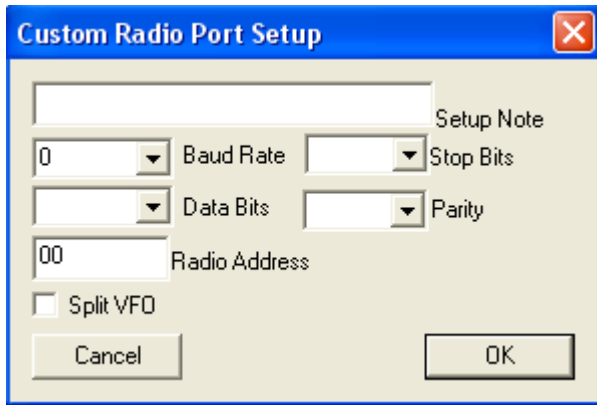 Custom Radio Port Setup
Setup Note
0 Baud Rate Stop Bits
Data Bits Parity
00 Radio Address
Split VFO
Cancel OK